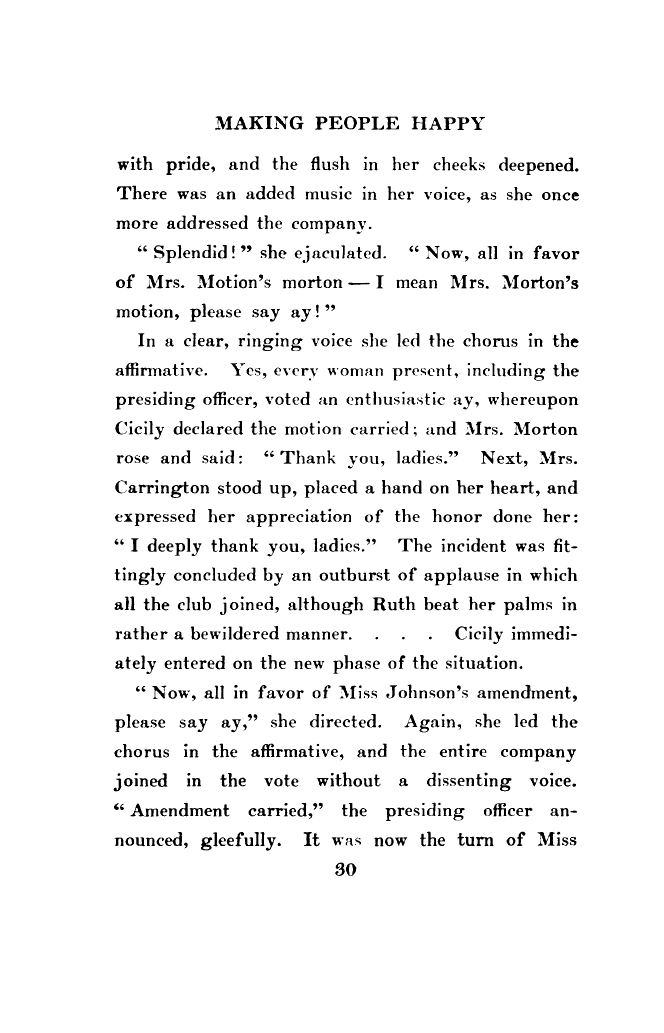 MAKING PEOPLE HAPPY
with pride, and the flush in her cheeks deepened.
There was an added music in her voice, as she once
more addressed the company.
“ Splendid! ” she ejaculated. “ Now, all in favor
of Mrs. Motion’s morton — I mean Mrs. Morton’s
motion, please say ay! ”
In a clear, ringing voice she led the chorus in the
affirmative. Yes, every woman present, including the
presiding officer, voted an enthusiastic ay, whereupon
Cicily declared the motion carried; and Mrs. Morton
rose and said: “ Thank you, ladies.” Next, Mrs.
Carrington stood up, placed a hand on her heart, and
expressed her appreciation of the honor done her:
“ I deeply thank you, ladies.” The incident was fit-
tingly concluded by an outburst of applause in which
all the club joined, although Ruth beat her palms in
rather a bewildered manner. . . . Cicily immedi-
ately entered on the new phase of the situation.
“ Now, all in favor of Miss Johnson’s amendment,
please say ay,” she directed. Again, she led the
chorus in the affirmative, and the entire company
joined in the vote without a dissenting voice.
“ Amendment carried,” the presiding officer an-
nounced, gleefully. It was now the turn of Miss
30